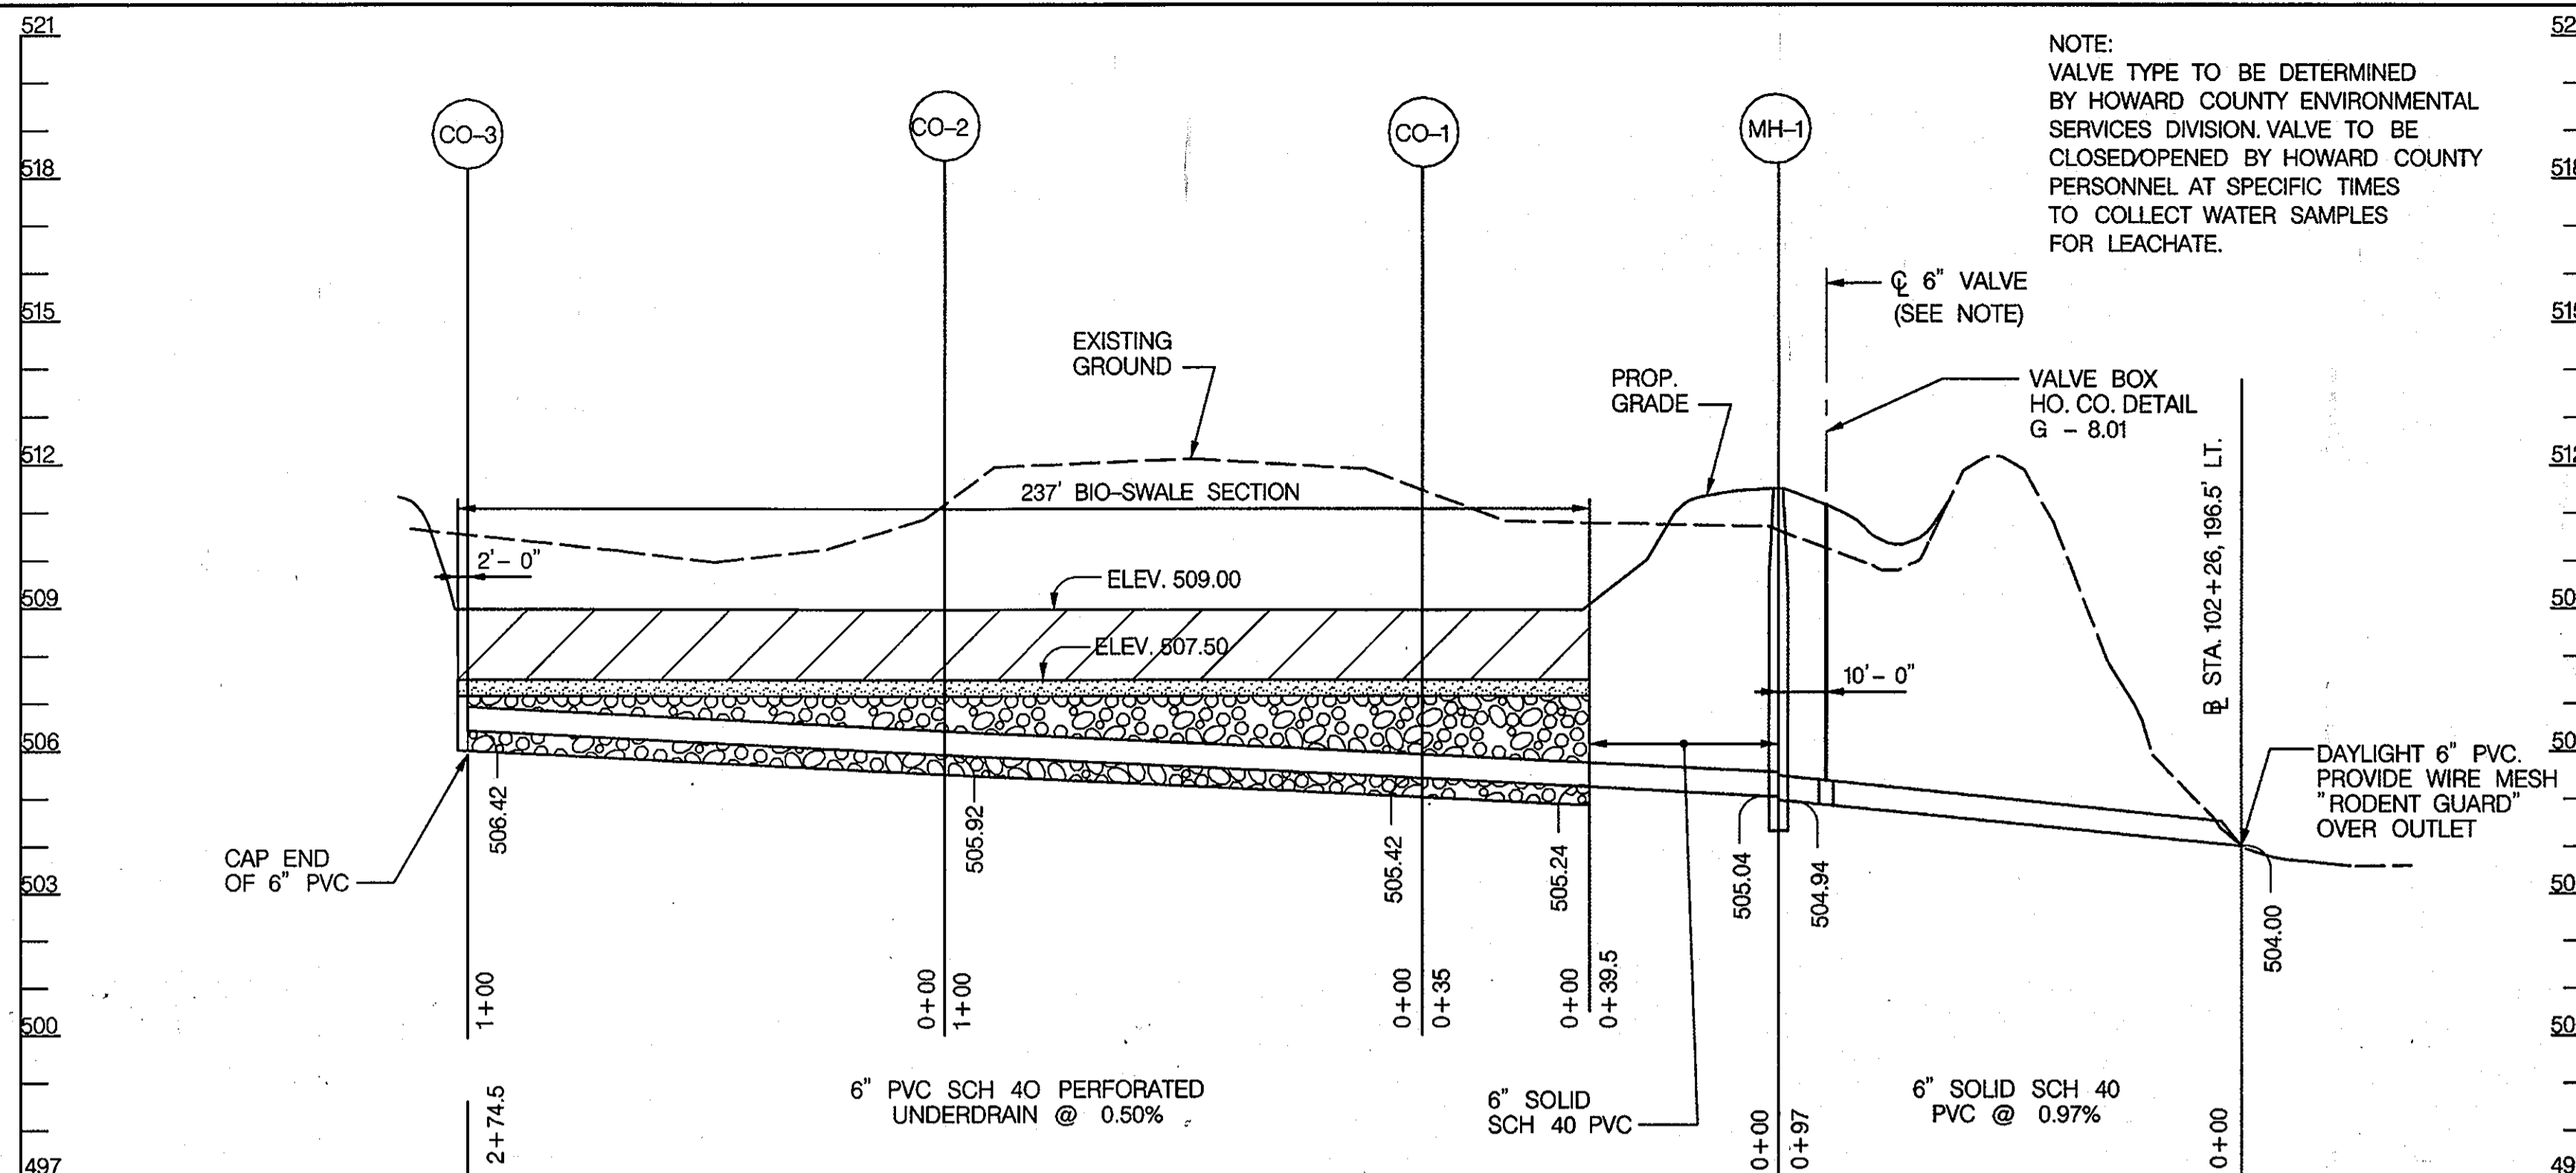 521
518
515
512
509
506
503
500
497
CO-3
CO-2
CO-1
MH-1
NOTE:
VALVE TYPE TO BE DETERMINED
BY HOWARD COUNTY ENVIRONMENTAL
SERVICES DIVISION. VALVE TO BE
CLOSED/OPENED BY HOWARD COUNTY
PERSONNEL AT SPECIFIC TIMES
TO COLLECT WATER SAMPLES
FOR LEACHATE.
℄ 6" VALVE
(SEE NOTE)
EXISTING
GROUND
PROP.
GRADE
VALVE BOX
HO. CO. DETAIL
G - 8.01
237' BIO-SWALE SECTION
2'- 0"
ELEV. 509.00
ELEV. 507.50
10'- 0"
STA. 102+26, 196.5' LT.
DAYLIGHT 6" PVC.
PROVIDE WIRE MESH
"RODENT GUARD"
OVER OUTLET
CAP END
OF 6" PVC
506.42
505.92
505.42
505.24
505.04
504.94
504.00
1+00
0+00
1+00
0+00
0+35
0+00
0+39.5
2+74.5
6" PVC SCH 40 PERFORATED
UNDERDRAIN @ 0.50%
6" SOLID
SCH 40 PVC
0+00
0+97
6" SOLID SCH 40
PVC @ 0.97%
0+00